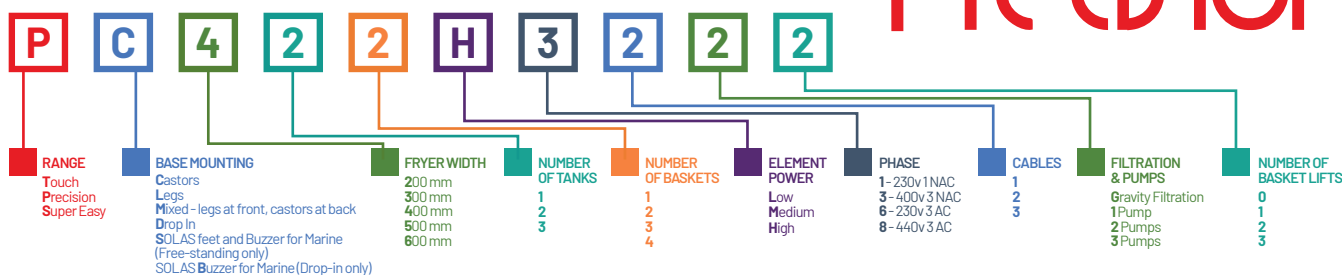 P C 4 2 2 H 3 2 2 2
RANGE
Touch
Precision
Super Easy
BASE MOUNTING
Castors
Legs
Mixed - legs at front, castors at back
Drop In
SOLAS feet and Buzzer for Marine
(Free-standing only)
SOLAS Buzzer for Marine (Drop-in only)
FRYER WIDTH
200 mm
300 mm
400 mm
500 mm
600 mm
NUMBER
OF TANKS
1
2
3
NUMBER
OF BASKETS
1
2
3
4
ELEMENT
POWER
Low
Medium
High
PHASE
1 - 230v 1 NAC
3 - 400v 3 NAC
6 - 230v 3 AC
8 - 440v 3 AC
CABLES
1
2
3
FILTRATION
& PUMPS
Gravity Filtration
1 Pump
2 Pumps
3 Pumps
NUMBER OF
BASKET LIFTS
0
1
2
3